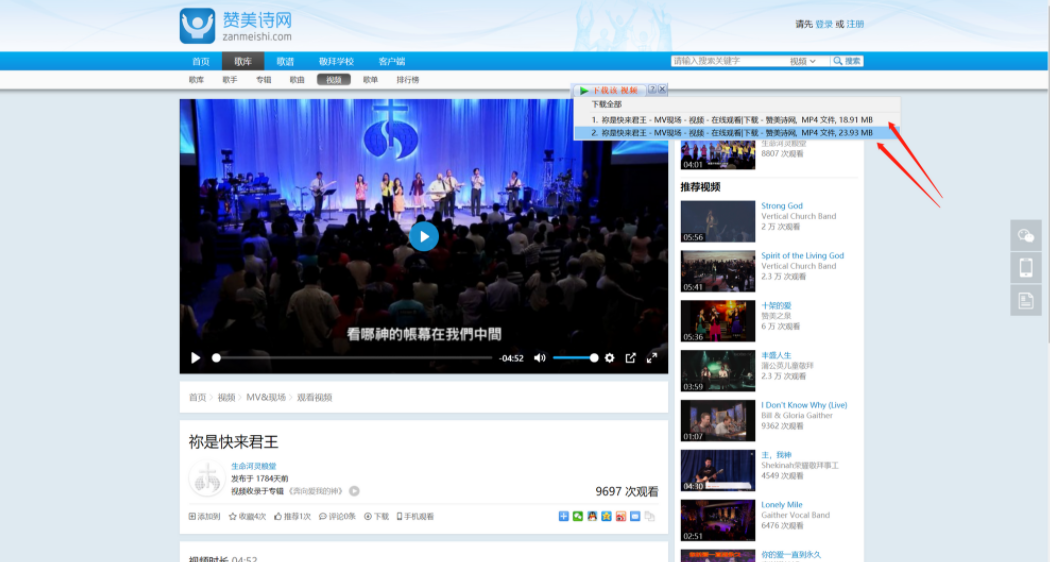 赞美诗网
zanmeishi.com
请先 登录 或 注册
首页 歌库 歌谱 敬拜学校 客户端
请输入搜索关键字 视频 搜索
歌库 歌手 专辑 歌曲 视频 歌单 排行榜
下载该 视频 ?
下载全部
1. 祢是快来君王 - MV现场 - 视频 - 在线观看|下载 - 赞美诗网, MP4 文件, 18.91 MB
2. 祢是快来君王 - MV现场 - 视频 - 在线观看|下载 - 赞美诗网, MP4 文件, 23.93 MB
生命河灵粮堂
8807 次观看
04:01
推荐视频
Strong God
Vertical Church Band
2 万 次观看
05:56
Spirit of the Living God
Vertical Church Band
2.3 万 次观看
05:41
十架的爱
赞美之泉
6 万 次观看
05:36
丰盛人生
蒲公英儿童敬拜
2.3 万 次观看
03:59
I Don't Know Why (Live)
Bill & Gloria Gaither
9362 次观看
01:07
主，我神
Shekinah荣耀敬拜事工
4549 次观看
04:30
Lonely Mile
Gaither Vocal Band
6476 次观看
02:51
你的爱一直到永久
看哪神的帳幕在我們中間
-04:52
首页 视频 MV&现场 观看视频
祢是快来君王
生命河灵粮堂
发布于 1784天前
视频收录于专辑 《奔向爱我的神》
9697 次观看
添加到 收藏4次 推荐1次 评论0条 下载 手机观看
视频时长 04:52